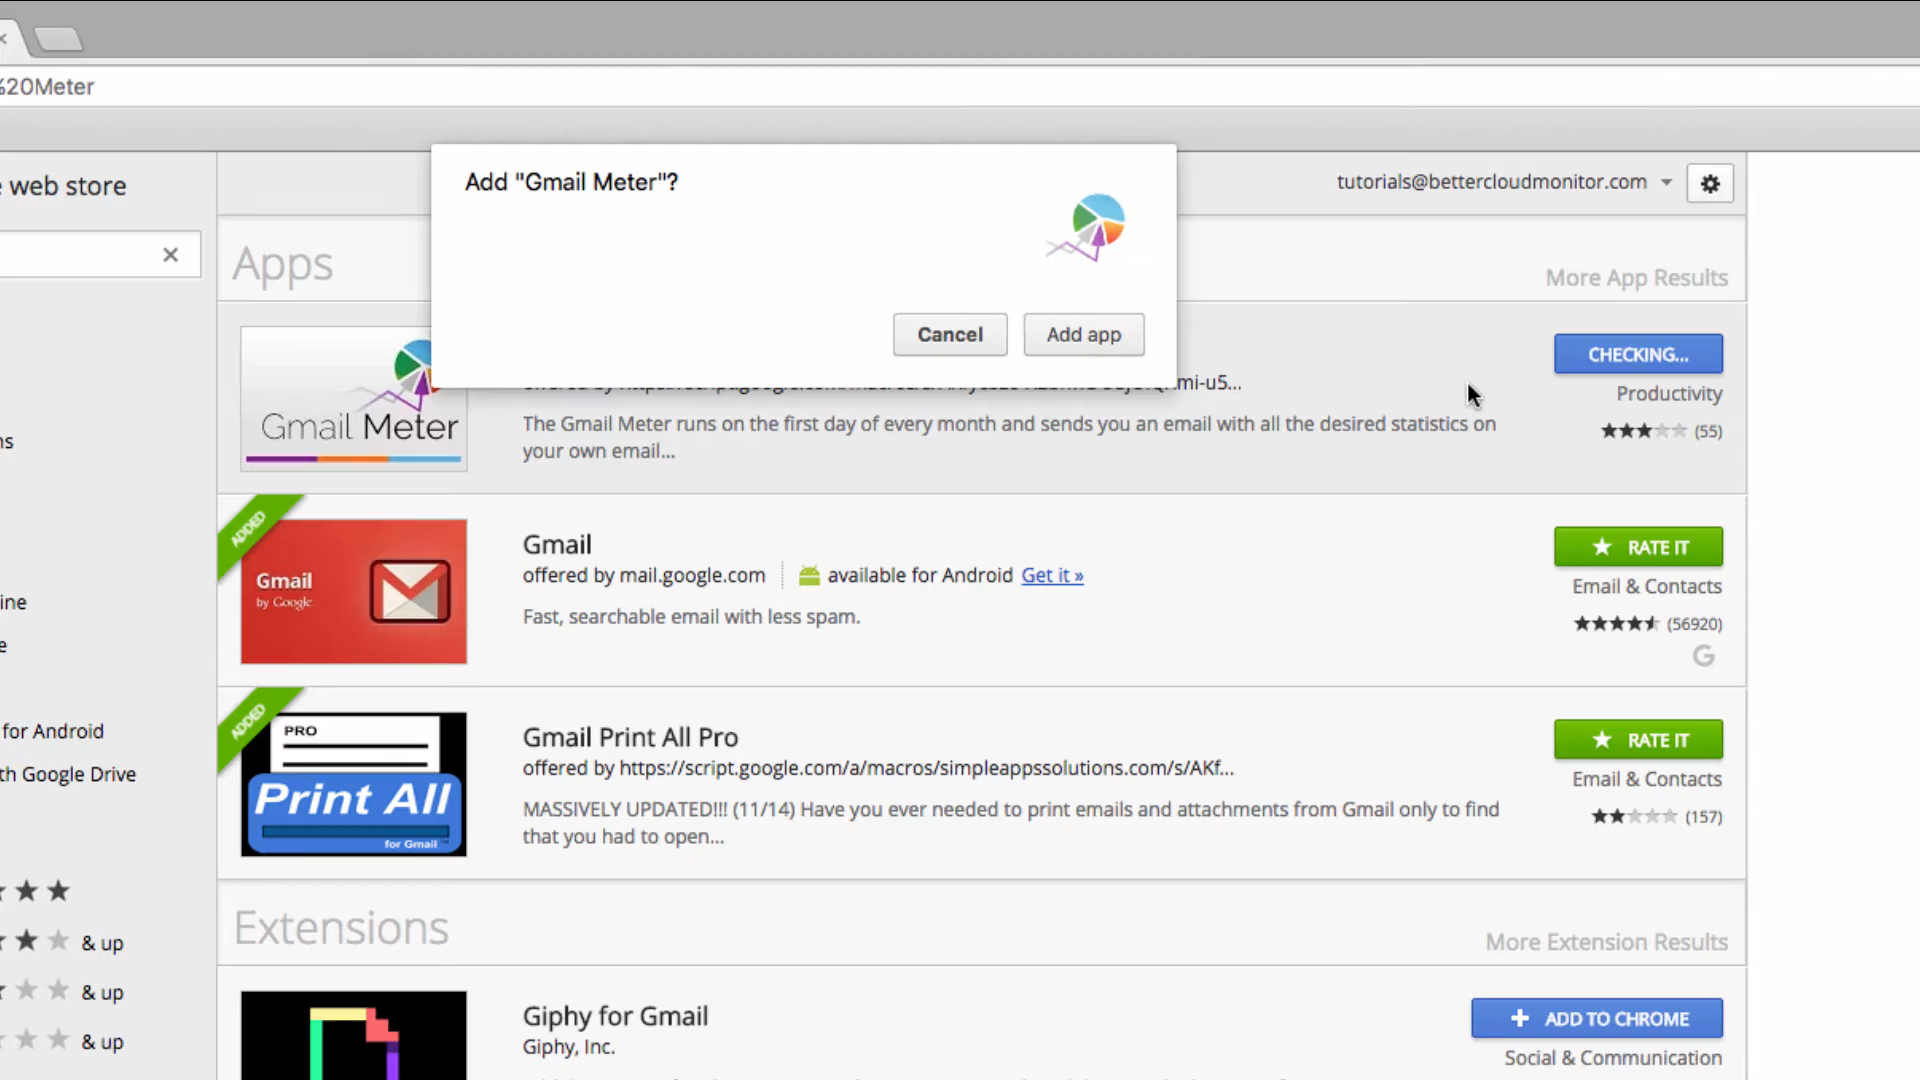 %20Meter
web store
Add "Gmail Meter"?
tutorials@bettercloudmonitor.com
Apps
More App Results
Cancel
Add app
CHECKING...
mi-u5...
Productivity
Gmail Meter
The Gmail Meter runs on the first day of every month and sends you an email with all the desired statistics on
your own email...
(55)
ns
ADDED
Gmail
by Google
Gmail
offered by mail.google.com
available for Android Get it »
Fast, searchable email with less spam.
RATE IT
Email & Contacts
(56920)
G
ine
e
for Android
th Google Drive
ADDED
PRO
Print All
for Gmail
Gmail Print All Pro
offered by https://script.google.com/a/macros/simpleappssolutions.com/s/AKf...
MASSIVELY UPDATED!!! (11/14) Have you ever needed to print emails and attachments from Gmail only to find
that you had to open...
RATE IT
Email & Contacts
(157)
& up
& up
& up
Extensions
More Extension Results
Giphy for Gmail
Giphy, Inc.
ADD TO CHROME
Social & Communication